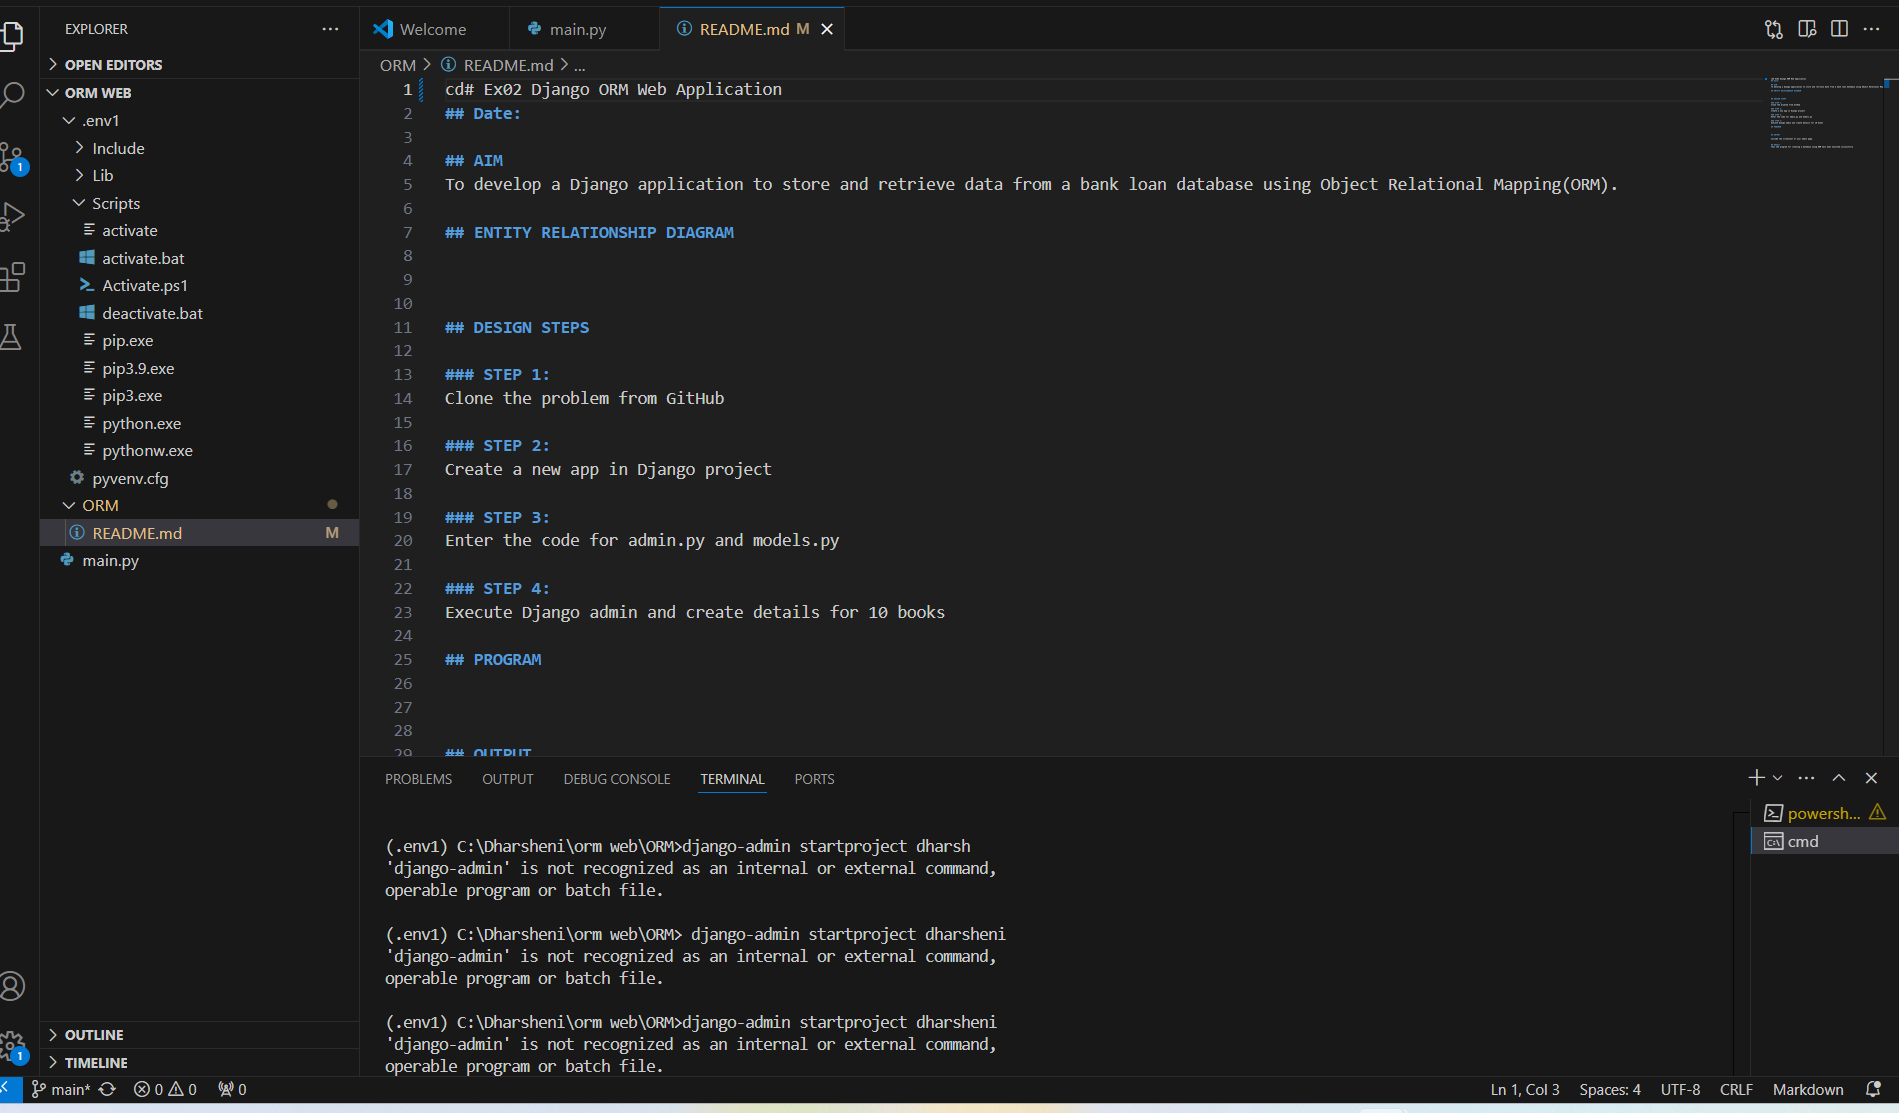 EXPLORER
OPEN EDITORS
ORM WEB
.env1
Include
Lib
Scripts
activate
activate.bat
Activate.ps1
deactivate.bat
pip.exe
pip3.9.exe
pip3.exe
python.exe
pythonw.exe
pyvenv.cfg
ORM
README.md M
main.py
OUTLINE
TIMELINE
1
1
Welcome
main.py
README.md M
ORM > README.md > ...
1 cd# Ex02 Django ORM Web Application
2 ## Date:
3
4 ## AIM
5 To develop a Django application to store and retrieve data from a bank loan database using Object Relational Mapping(ORM).
6
7 ## ENTITY RELATIONSHIP DIAGRAM
8
9
10
11 ## DESIGN STEPS
12
13 ### STEP 1:
14 Clone the problem from GitHub
15
16 ### STEP 2:
17 Create a new app in Django project
18
19 ### STEP 3:
20 Enter the code for admin.py and models.py
21
22 ### STEP 4:
23 Execute Django admin and create details for 10 books
24
25 ## PROGRAM
26
27
28
29 ## OUTPUT
PROBLEMS OUTPUT DEBUG CONSOLE TERMINAL PORTS
powersh...
cmd
(.env1) C:\Dharsheni\orm web\ORM>django-admin startproject dharsh
'django-admin' is not recognized as an internal or external command,
operable program or batch file.
(.env1) C:\Dharsheni\orm web\ORM> django-admin startproject dharsheni
'django-admin' is not recognized as an internal or external command,
operable program or batch file.
(.env1) C:\Dharsheni\orm web\ORM>django-admin startproject dharsheni
'django-admin' is not recognized as an internal or external command,
operable program or batch file.
main* 0 0 0 Ln 1, Col 3 Spaces: 4 UTF-8 CRLF Markdown